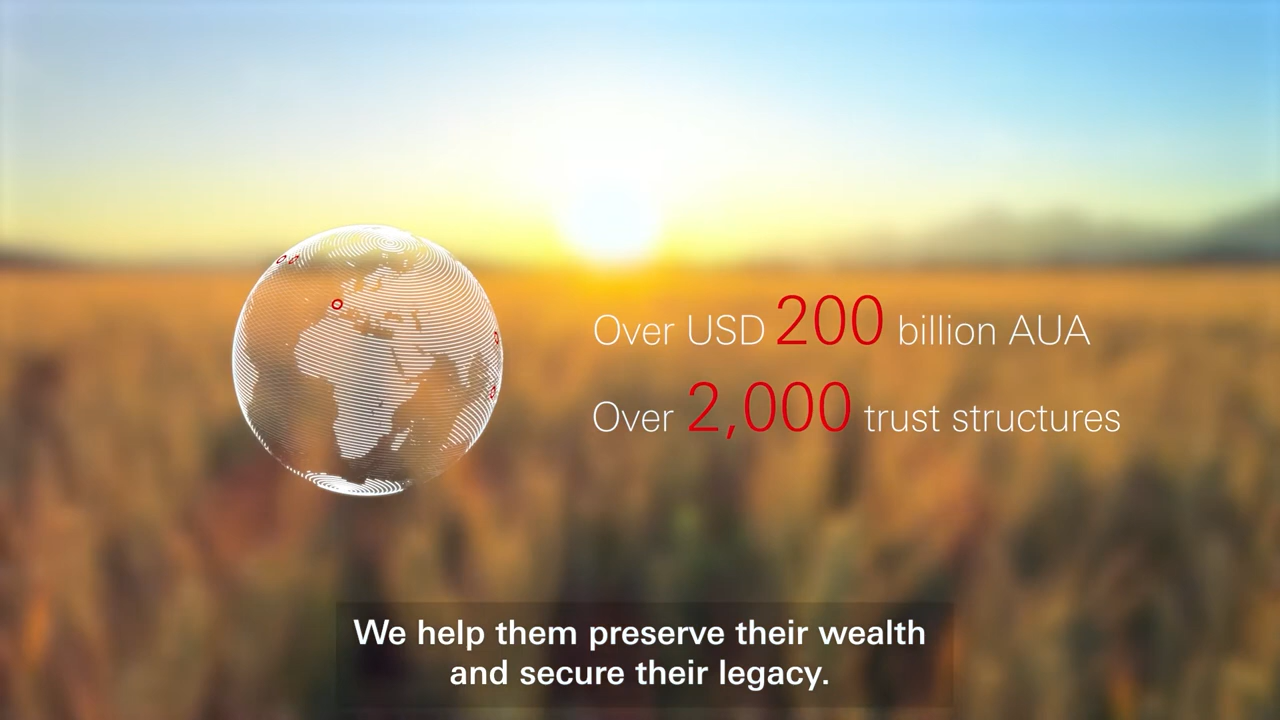 Over USD 200 billion AUA
Over 2,000 trust structures
We help them preserve their wealth
and secure their legacy.